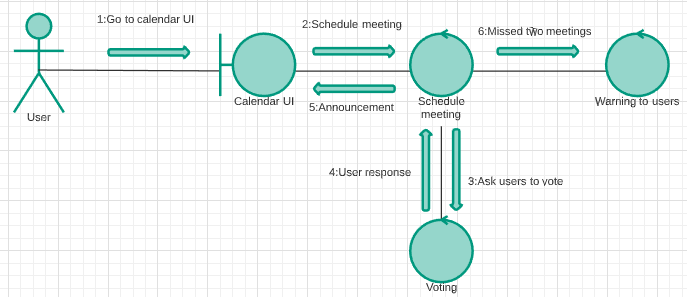 1:Go to calendar UI
2:Schedule meeting
6:Missed two meetings
User
Calendar UI
5:Announcement
Schedule
meeting
Warning to users
4:User response
3:Ask users to vote
Voting